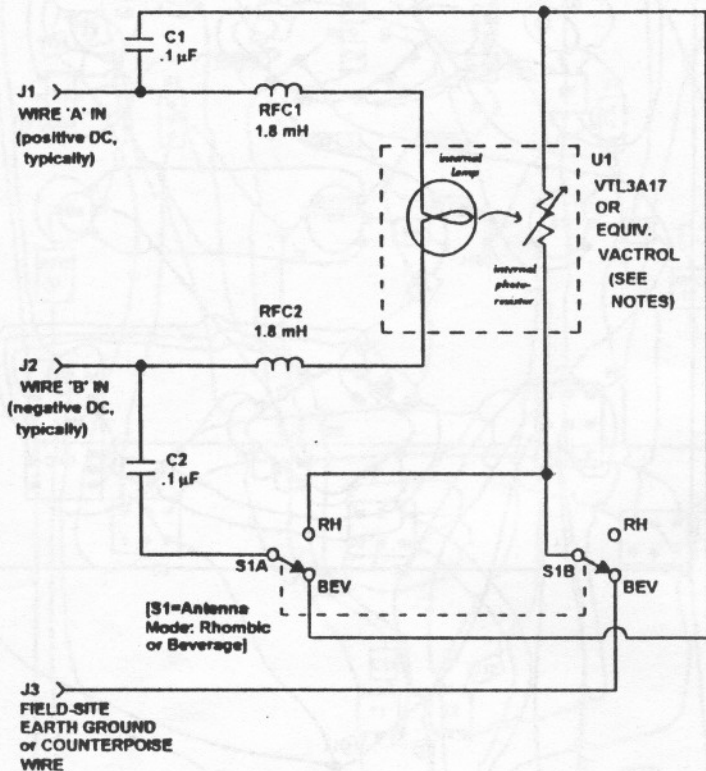 C1
.1 µF
J1
WIRE 'A' IN
(positive DC,
typically)
RFC1
1.8 mH
internal
lamp
U1
VTL3A17
OR
EQUIV.
VACTROL
(SEE
NOTES)
internal
photo-
resistor
RFC2
1.8 mH
J2
WIRE 'B' IN
(negative DC,
typically)
C2
.1 µF
RH
RH
S1A
BEV
S1B
BEV
[S1=Antenna
Mode: Rhombic
or Beverage]
J3
FIELD-SITE
EARTH GROUND
or COUNTERPOISE
WIRE